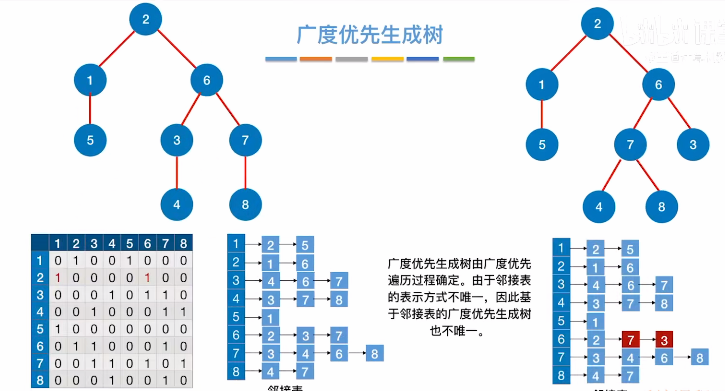 广度优先生成树
2
1 6
5 3 7
4 8
2
1 6
5 7 3
4 8
1 2 3 4 5 6 7 8
1 0 1 0 0 1 0 0 0
2 1 0 0 0 0 1 0 0
3 0 0 0 1 0 1 1 0
4 0 0 1 0 0 0 1 1
5 1 0 0 0 0 0 0 0
6 0 1 1 0 0 0 1 0
7 0 0 1 1 0 1 0 1
8 0 0 0 1 0 0 1 0
1 2 5
2 1 6
3 4 6 7
4 3 7 8
5 1
6 2 3 7
7 3 4 6 8
8 4 7
邻接表
广度优先生成树由广度优先
遍历过程确定。由于邻接表
的表示方式不唯一，因此基
于邻接表的广度优先生成树
也不唯一。
1 2 5
2 1 6
3 4 6 7
4 3 7 8
5 1
6 2 7 3
7 3 4 6 8
8 4 7